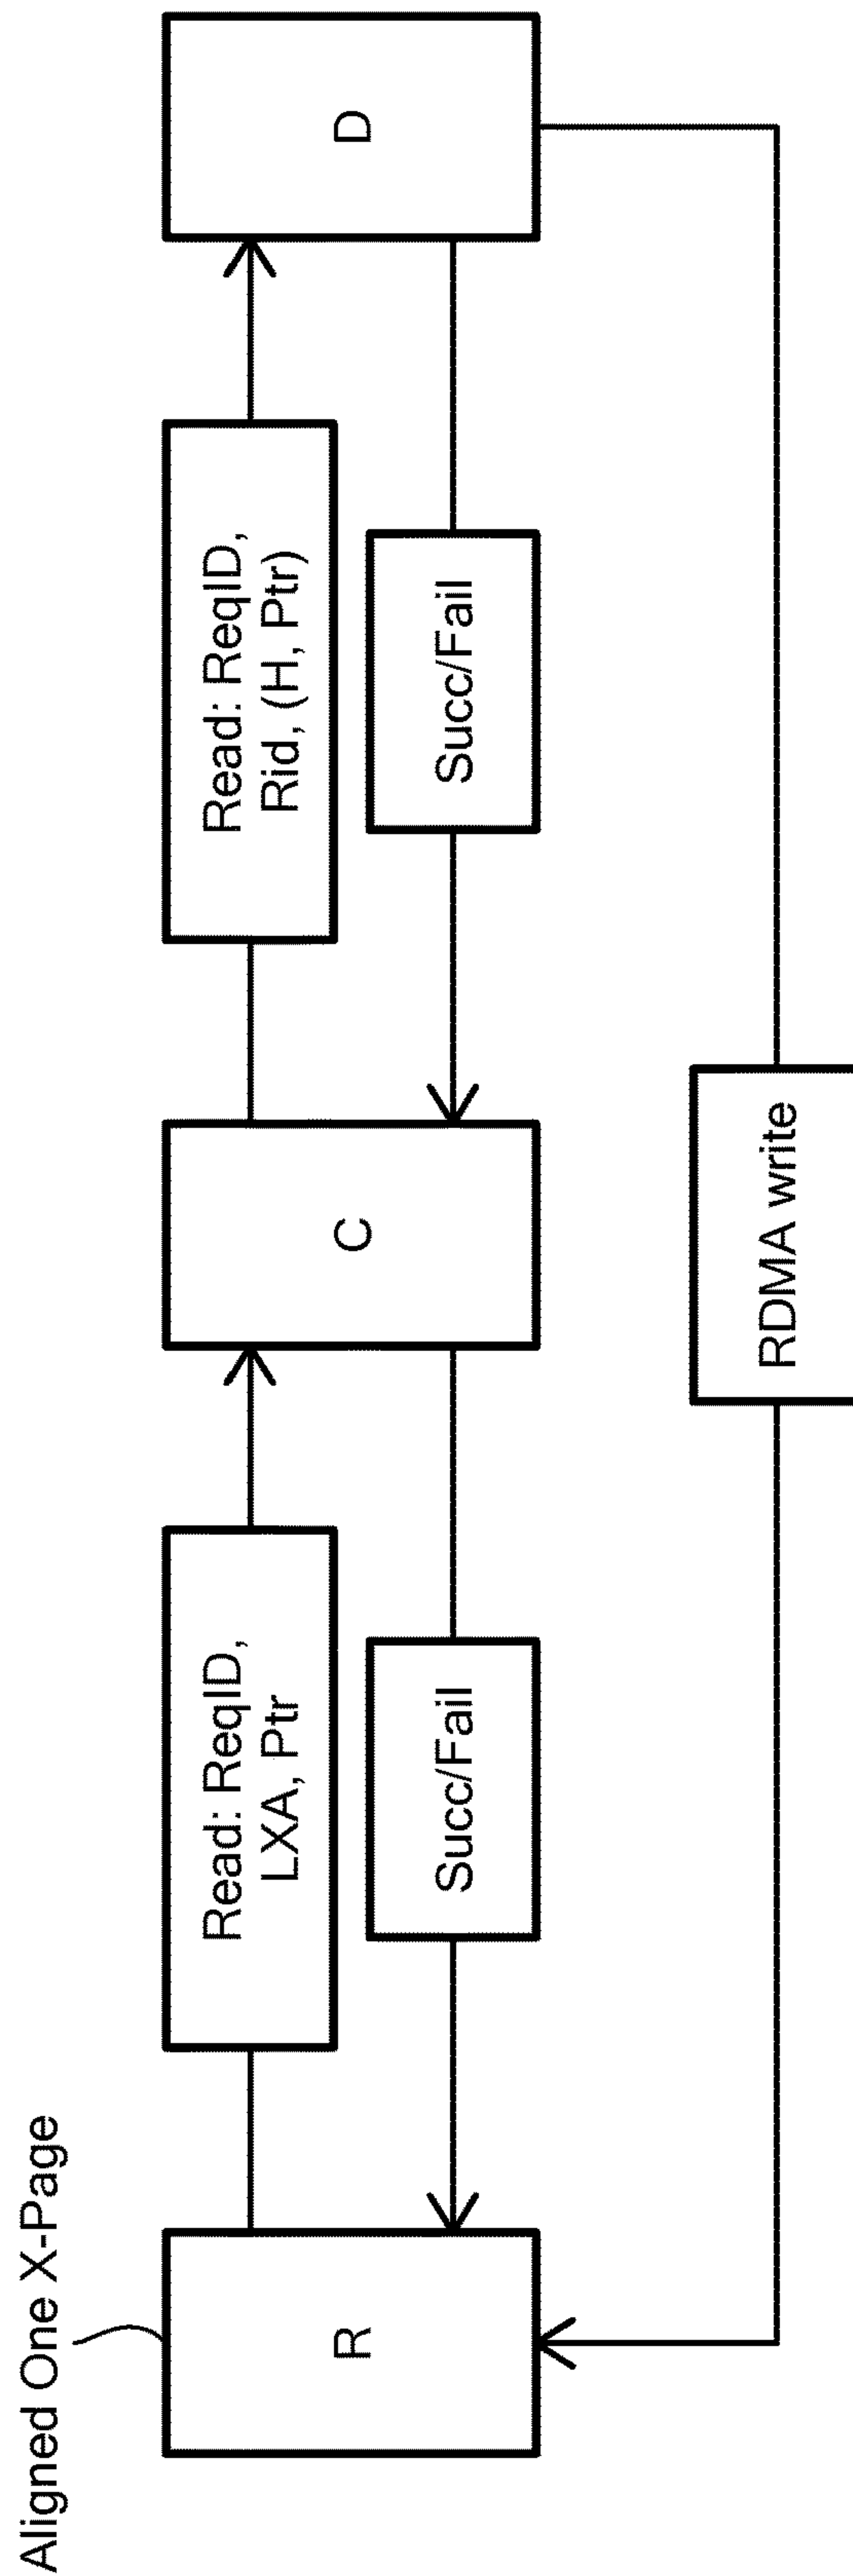 Aligned One X-Page
R
Read: ReqID,
LXA, Ptr
Succ/Fail
C
Read: ReqID,
Rid, (H, Ptr)
Succ/Fail
D
RDMA write